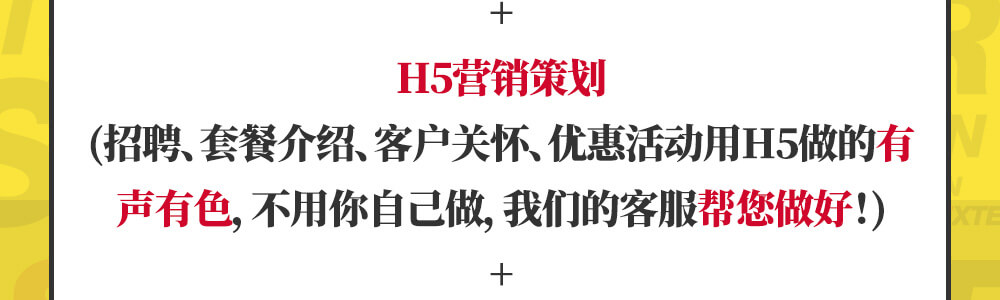 +
H5营销策划
(招聘、套餐介绍、客户关怀、优惠活动用H5做的有
声有色, 不用你自己做, 我们的客服帮您做好!)
+